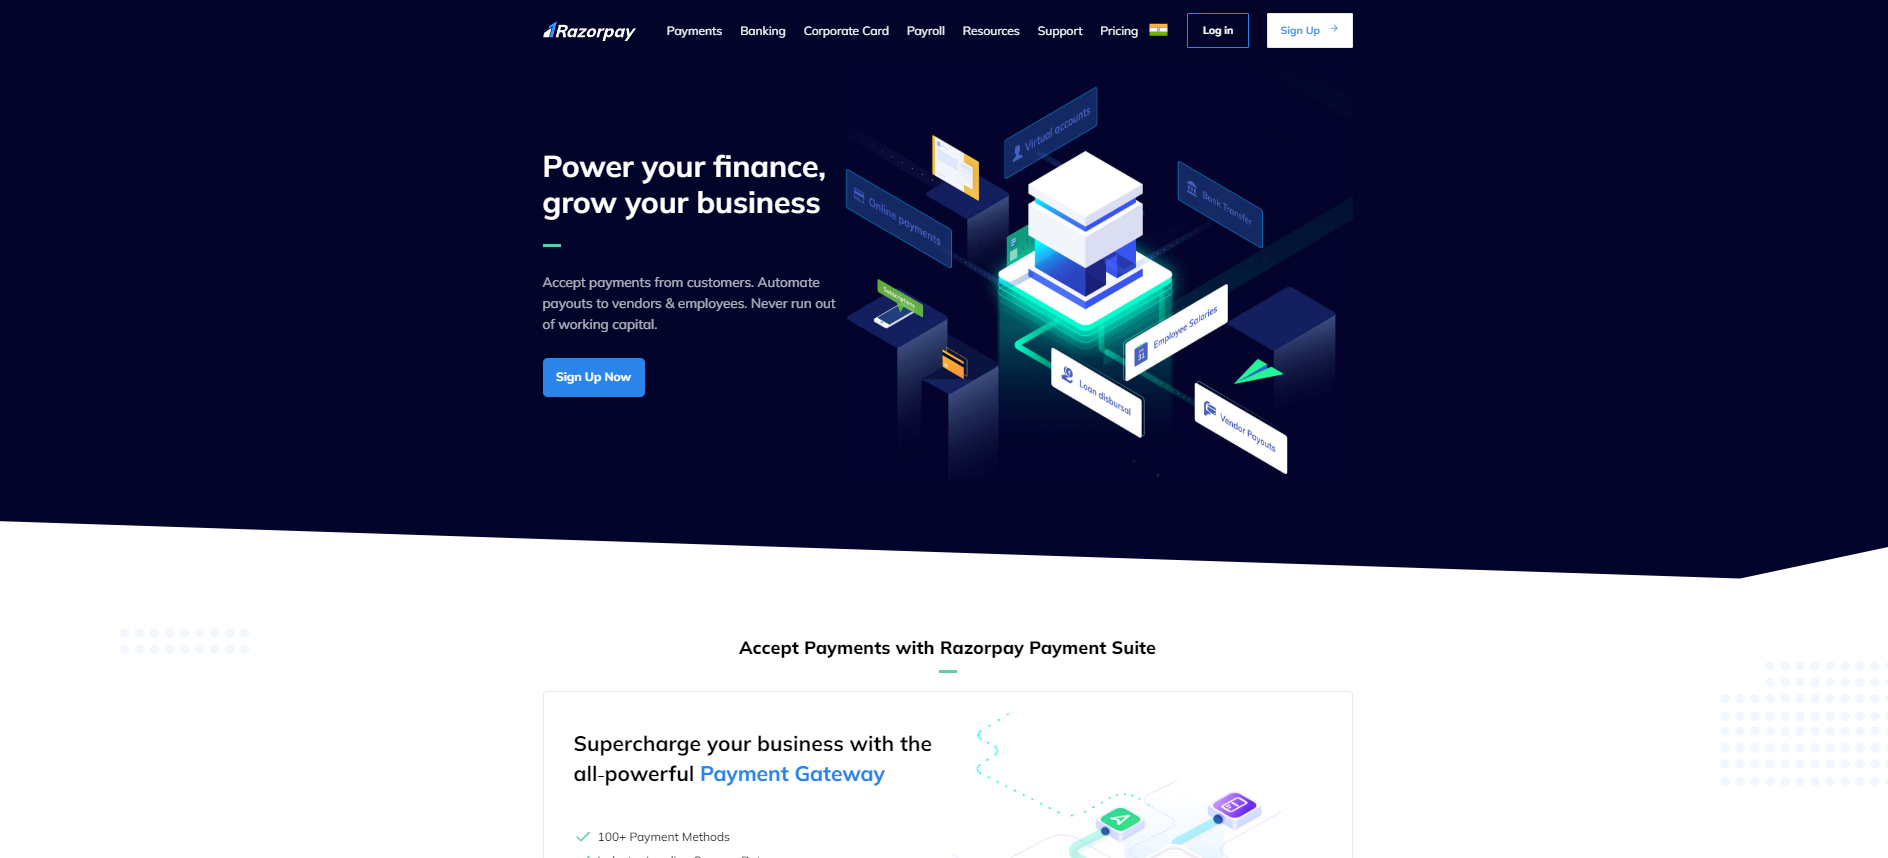 Razorpay
Payments Banking Corporate Card Payroll Resources Support Pricing Log in Sign Up
Power your finance,
grow your business
Accept payments from customers. Automate
payouts to vendors & employees. Never run out
of working capital.
Sign Up Now
Virtual accounts
Online payments
Bank Transfer
Subscriptions
Employee Salaries
31
Loan disbursal
Vendor Payouts
Accept Payments with Razorpay Payment Suite
Supercharge your business with the
all-powerful Payment Gateway
100+ Payment Methods